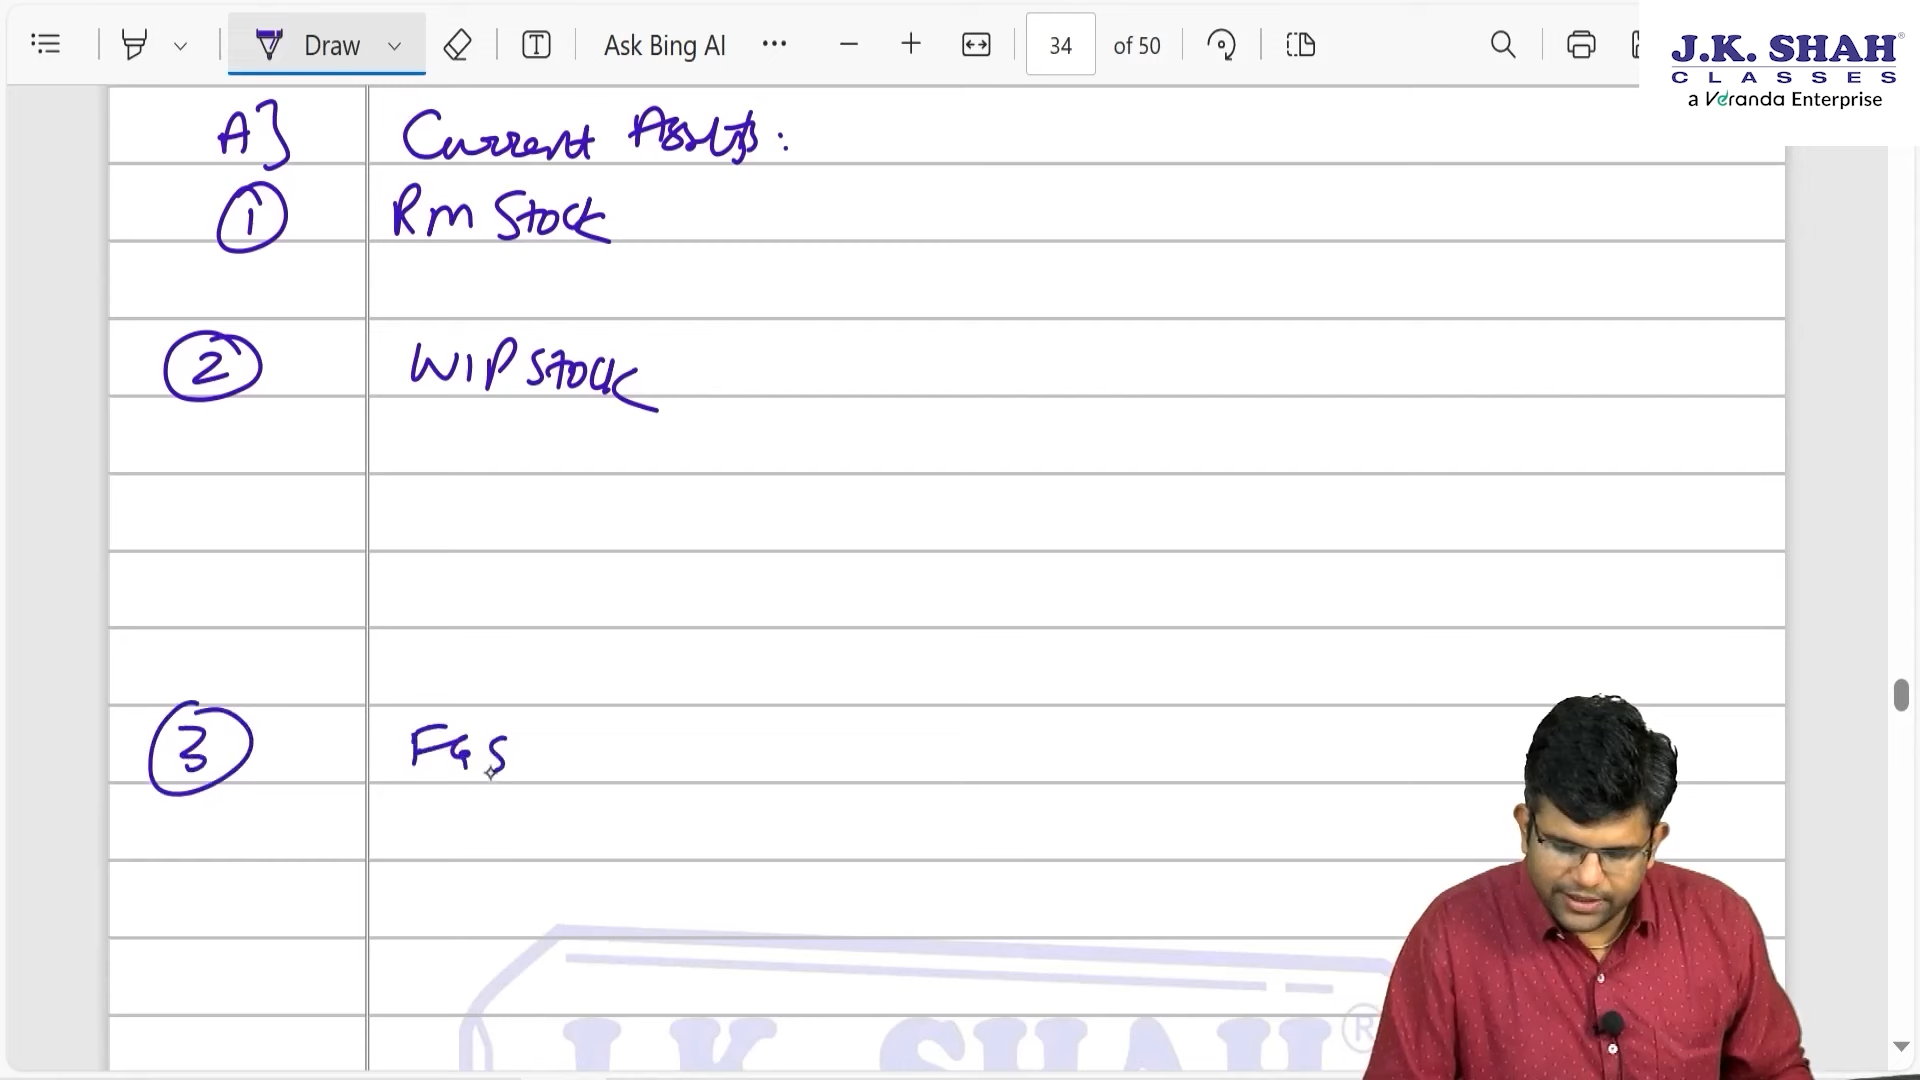 Draw
Ask Bing AI
34 of 50
J.K. SHAH®
CLASSES
a Veranda Enterprise
A] Current Assets:
① RM Stock
② WIP Stock
③ FGS
J.K. SHAH ®